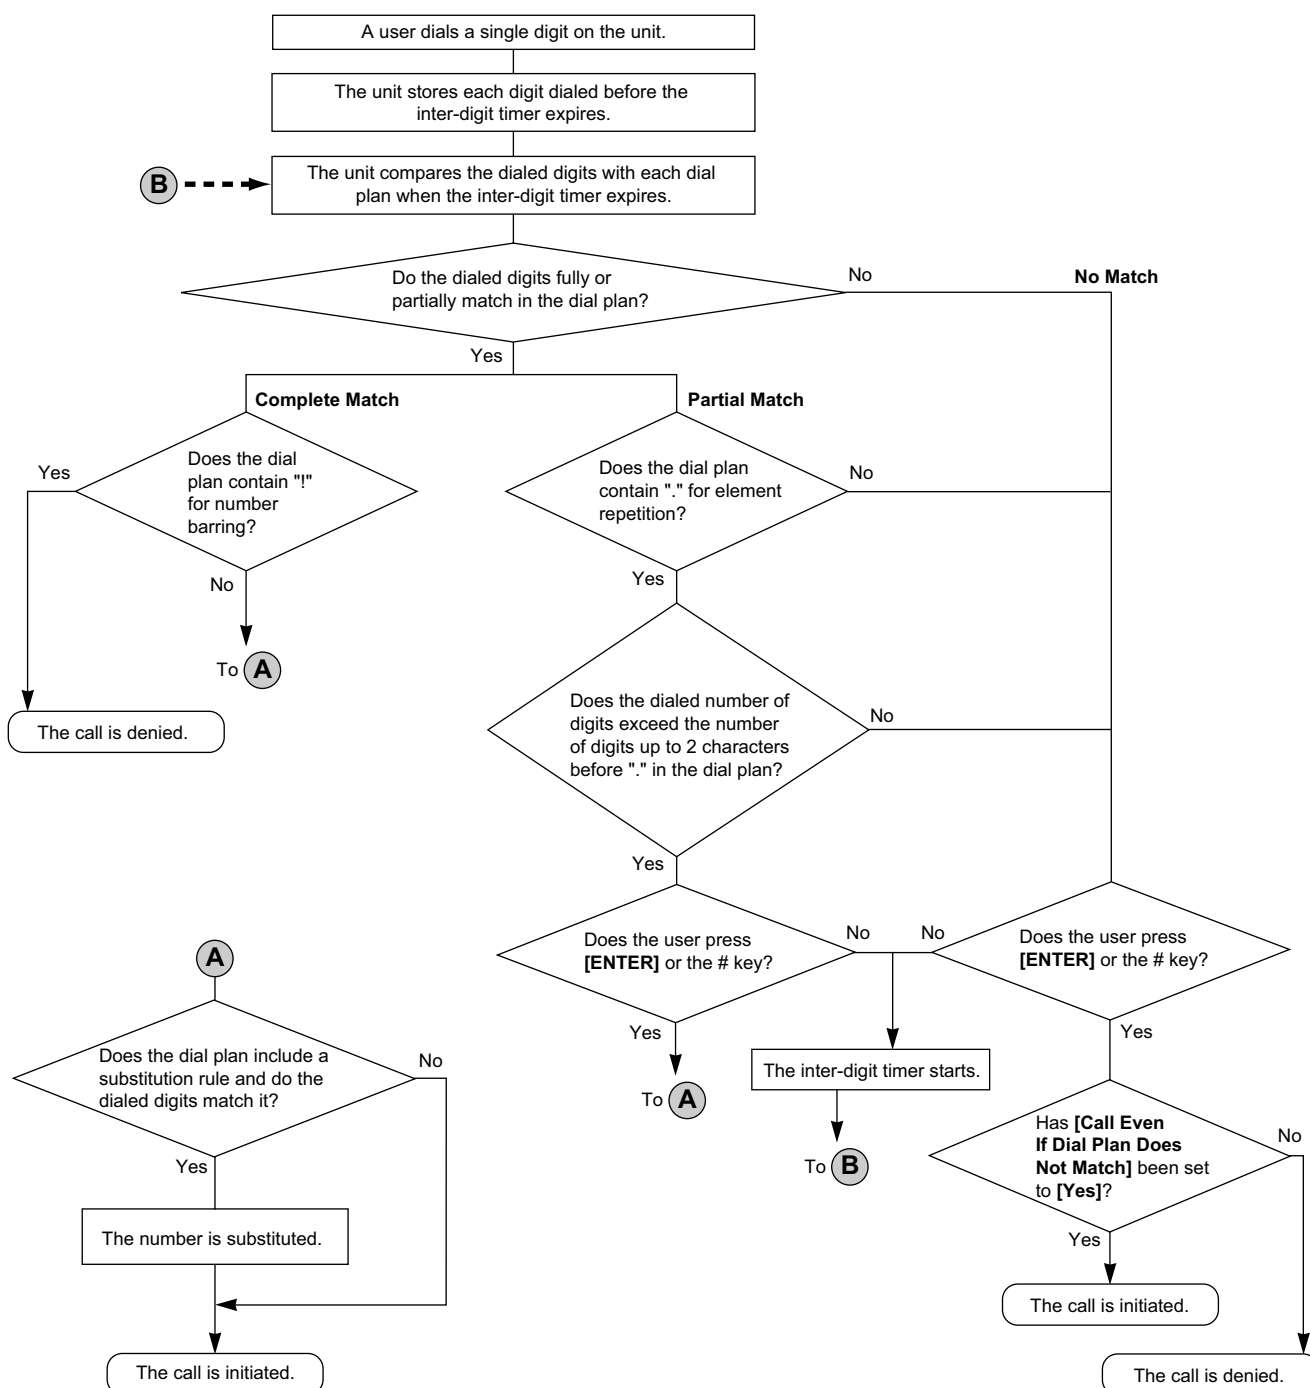 A user dials a single digit on the unit.
The unit stores each digit dialed before the
inter-digit timer expires.
B
The unit compares the dialed digits with each dial
plan when the inter-digit timer expires.
Do the dialed digits fully or
partially match in the dial plan?
No
No Match
Yes
Complete Match
Partial Match
Yes
Does the dial
plan contain "!"
for number
barring?
No
To A
The call is denied.
Does the dial plan
contain "." for element
repetition?
No
Yes
Does the dialed number of
digits exceed the number
of digits up to 2 characters
before "." in the dial plan?
No
Yes
Does the user press
[ENTER] or the # key?
No
No
Does the user press
[ENTER] or the # key?
Yes
To A
The inter-digit timer starts.
To B
Yes
Has [Call Even
If Dial Plan Does
Not Match] been set
to [Yes]?
No
Yes
The call is initiated.
The call is denied.
A
Does the dial plan include a
substitution rule and do the
dialed digits match it?
No
Yes
The number is substituted.
The call is initiated.